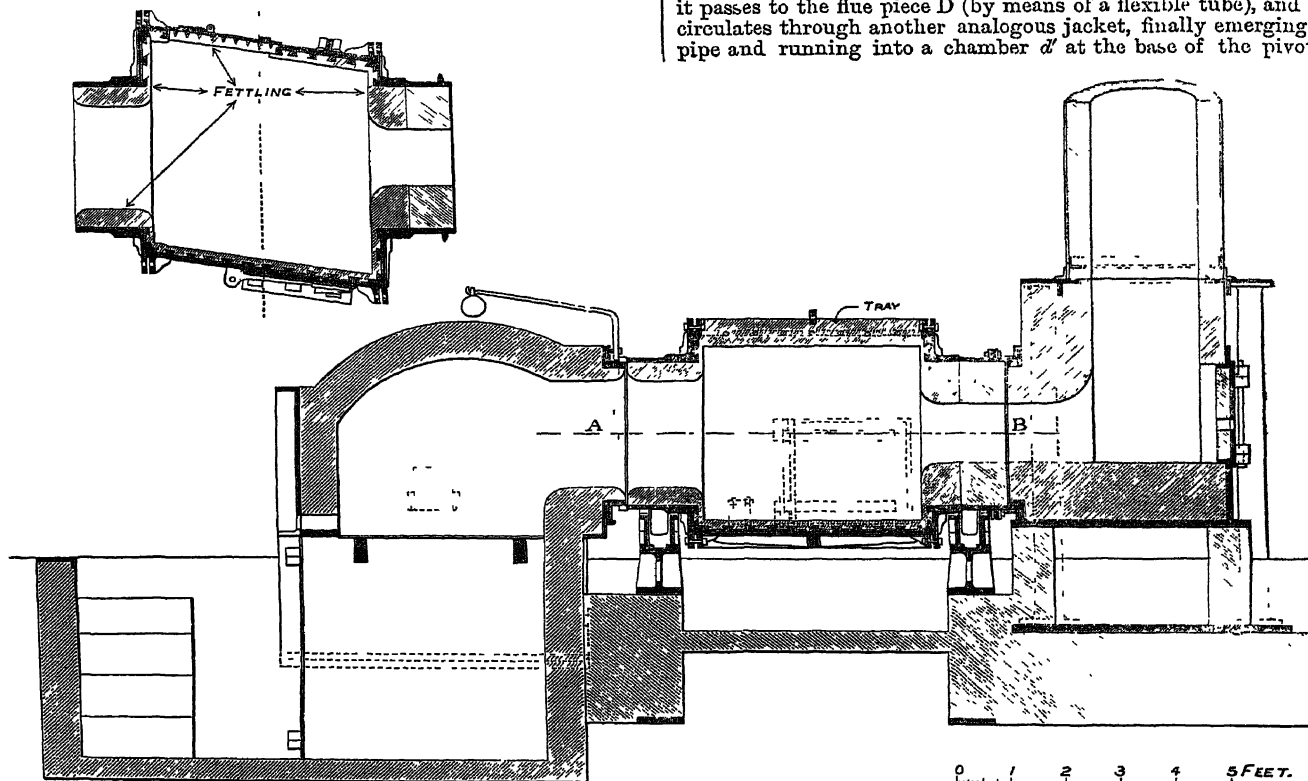 it passes to the flue piece D (by means of a flexible tube), and
circulates through another analogous jacket, finally emerging
pipe and running into a chamber d' at the base of the pivo
FETTLING
TRAY
A
B
0 1 2 3 4 5 FEET.